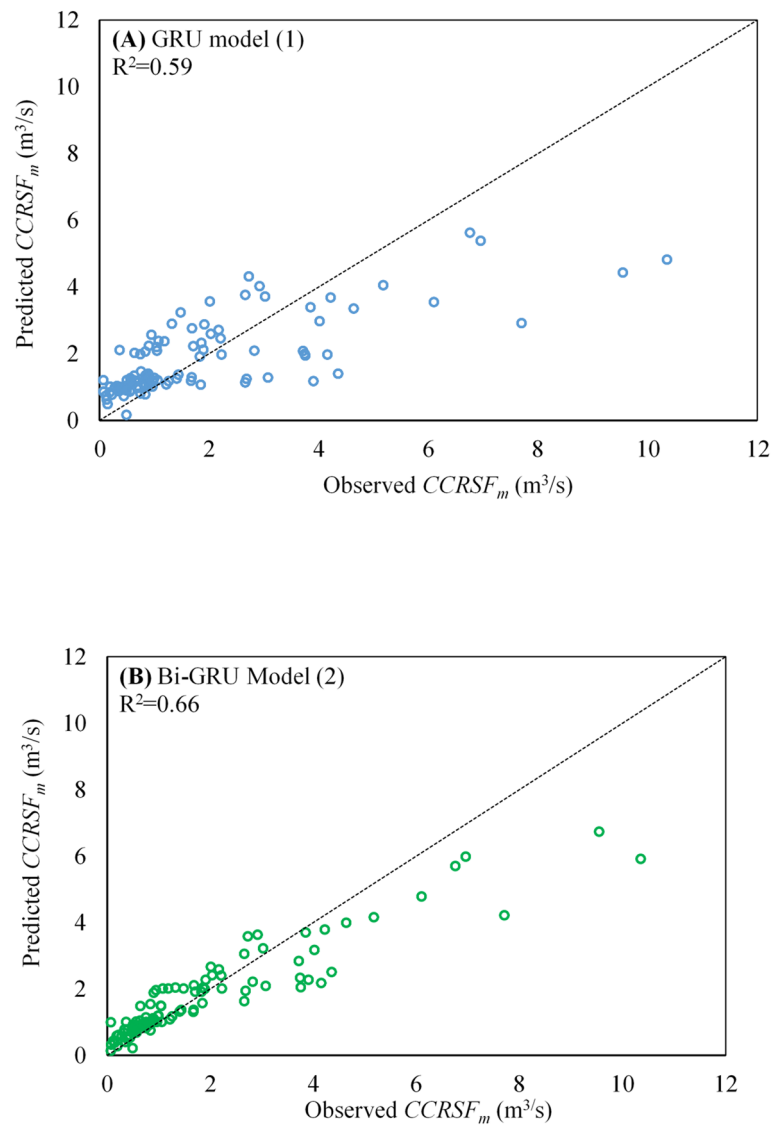 (A) GRU model (1)
R²=0.59
12
10
8
6
4
2
0
Predicted CCRSFₘ (m³/s)
0 2 4 6 8 10 12
Observed CCRSFₘ (m³/s)
(B) Bi-GRU Model (2)
R²=0.66
12
10
8
6
4
2
0
Predicted CCRSFₘ (m³/s)
0 2 4 6 8 10 12
Observed CCRSFₘ (m³/s)